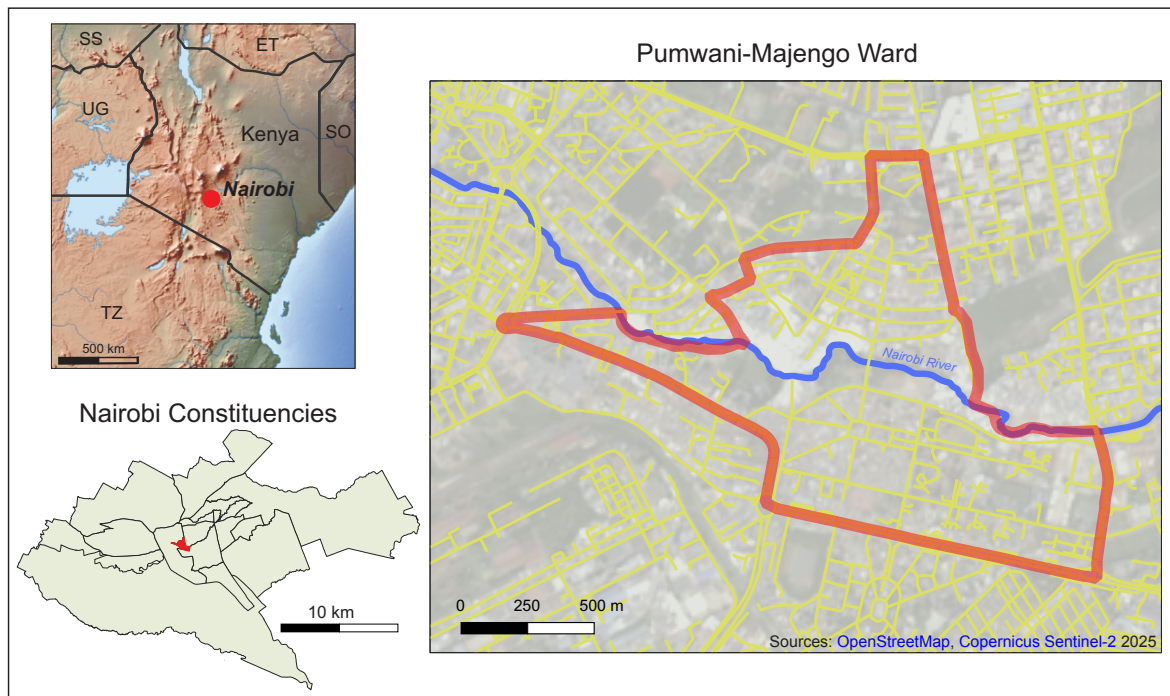 SS
ET
UG
Kenya
SO
Nairobi
TZ
500 km
Nairobi Constituencies
10 km
Pumwani-Majengo Ward
Nairobi River
0 250 500 m
Sources: OpenStreetMap, Copernicus Sentinel-2 2025